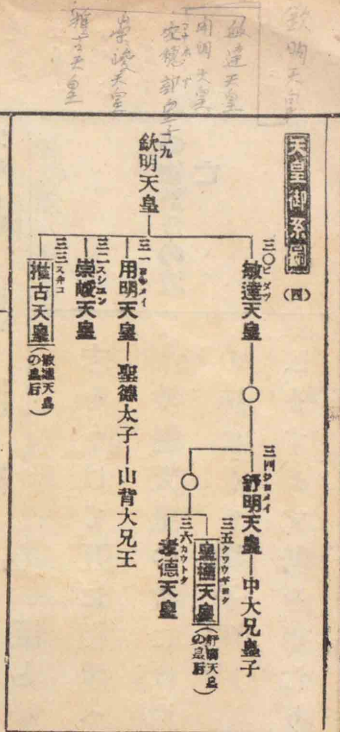 欽明天皇
敏達天皇
用明天皇
崇峻天皇
推古天皇
天皇御系圖
(四)
二九
欽明天皇
三〇ビダツ
敏達天皇
〇
三四ジヨメイ
舒明天皇
中大兄皇子
〇
三五クワウギヨク
皇極天皇
(舒明天皇の皇后)
三六カウトク
孝德天皇
三一ヨウメイ
用明天皇
聖德太子
山背大兄王
三二スシユン
崇峻天皇
三三スヰコ
推古天皇
(敏達天皇の皇后)